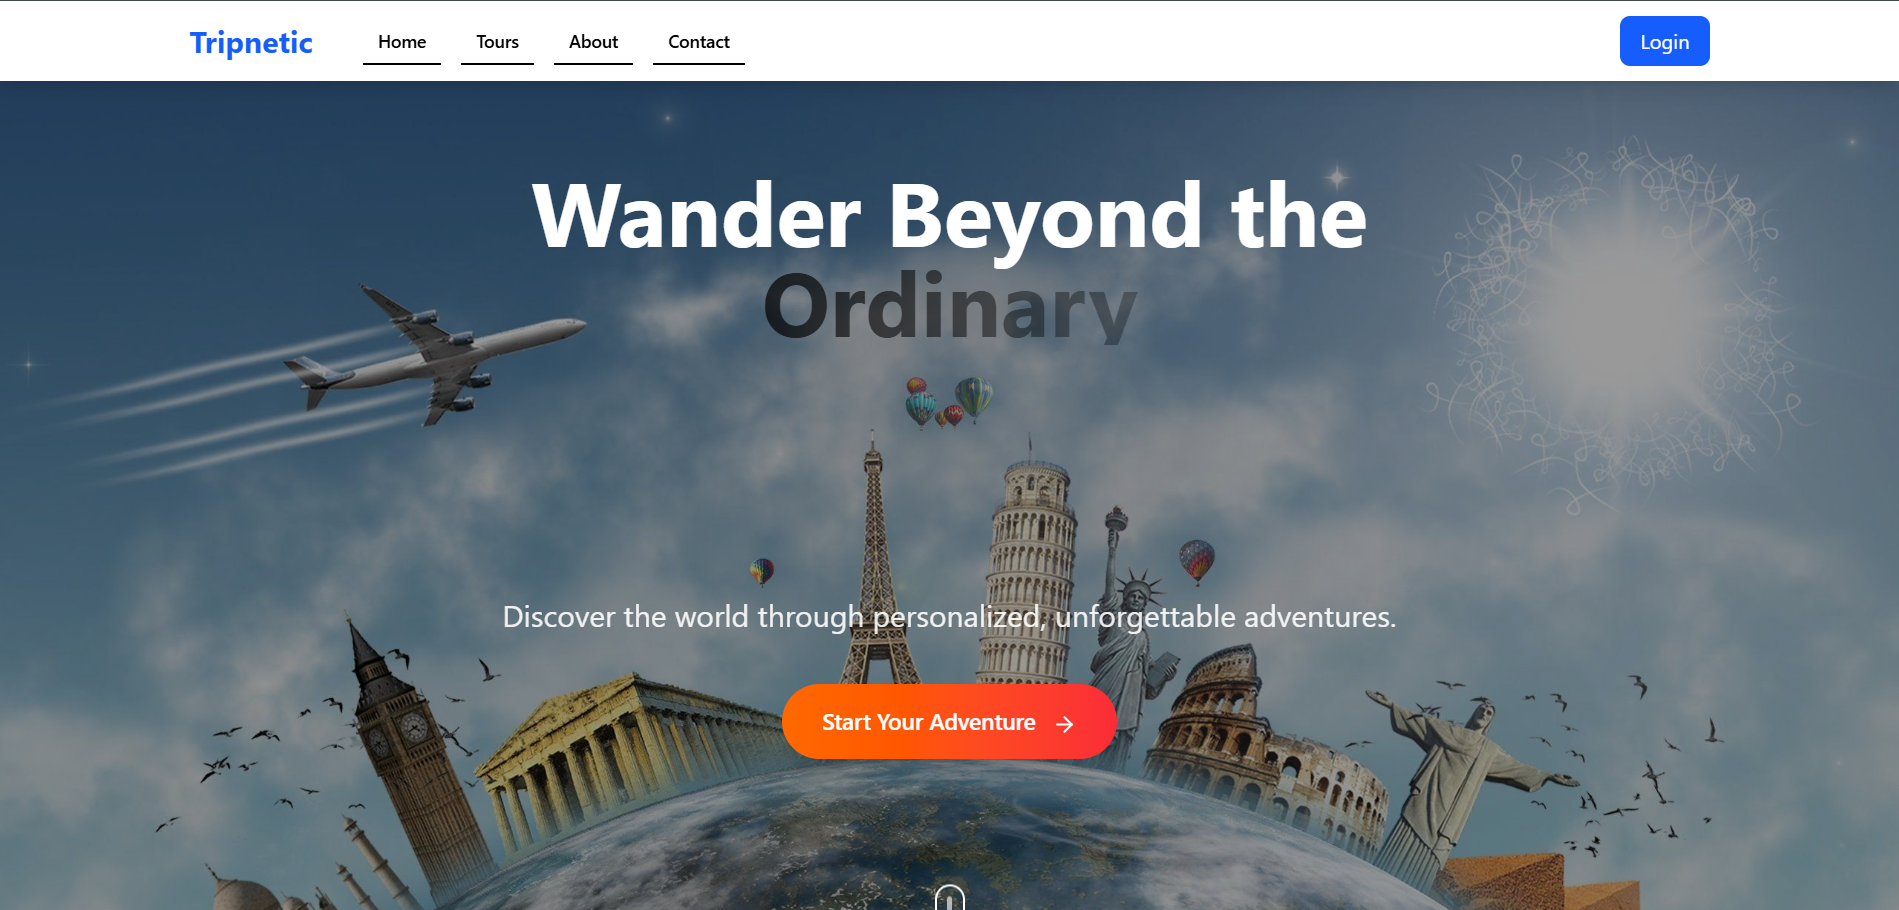 Tripnetic
Home
Tours
About
Contact
Login
Wander Beyond the
Ordinary
Discover the world through personalized, unforgettable adventures.
Start Your Adventure →